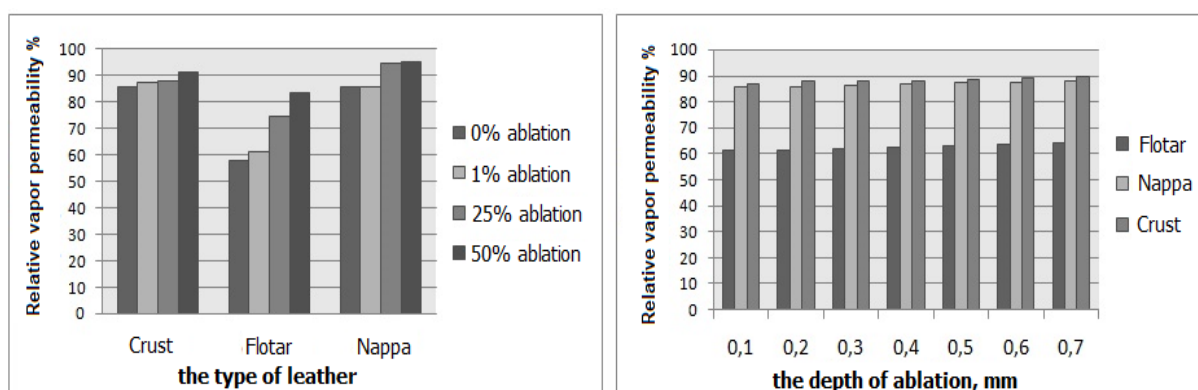 Relative vapor permeability %
100
90
80
70
60
50
40
30
20
10
0
Crust Flotar Nappa
the type of leather
0% ablation
1% ablation
25% ablation
50% ablation
Relative vapor permeability %
100
90
80
70
60
50
40
30
20
10
0
0,1 0,2 0,3 0,4 0,5 0,6 0,7
the depth of ablation, mm
Flotar
Nappa
Crust